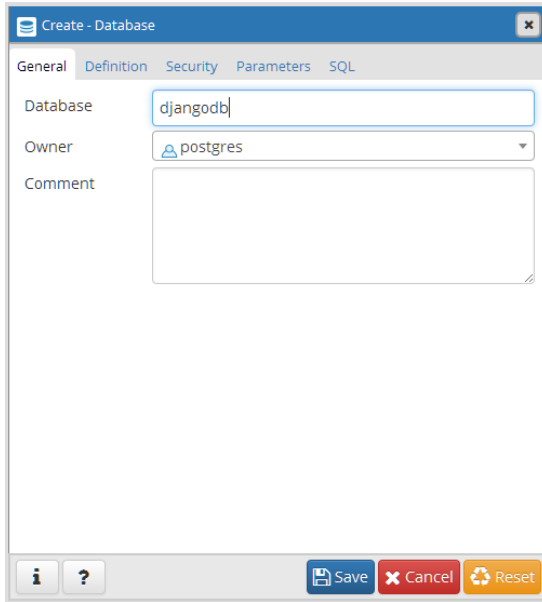 Create - Database
General Definition Security Parameters SQL
Database djangodb
Owner postgres
Comment
i ? Save Cancel Reset